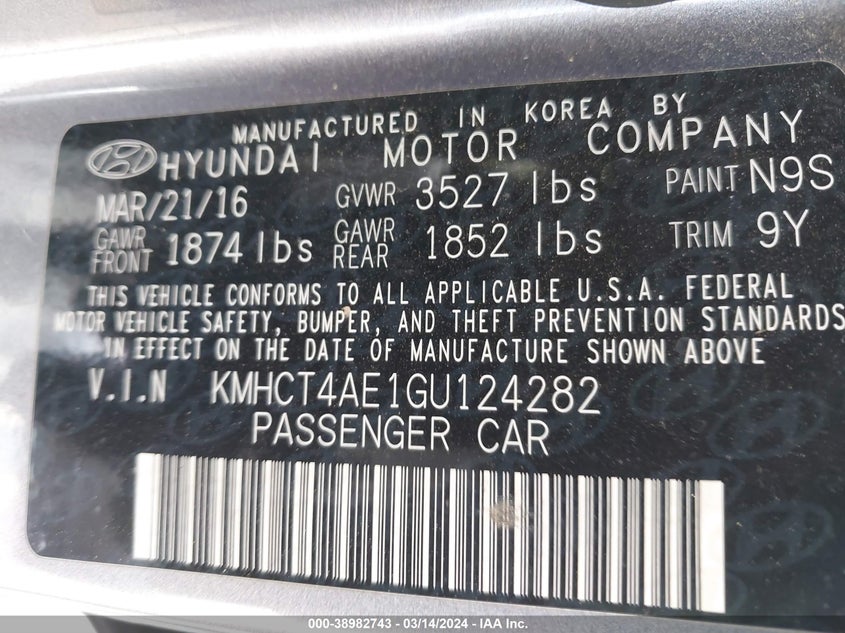 MANUFACTURED IN KOREA BY
HYUNDAI MOTOR COMPANY
MAR/21/16 GVWR 3527 lbs PAINT N9S
GAWR FRONT 1874 lbs GAWR REAR 1852 lbs TRIM 9Y
THIS VEHICLE CONFORMS TO ALL APPLICABLE U.S.A. FEDERAL
MOTOR VEHICLE SAFETY, BUMPER, AND THEFT PREVENTION STANDARDS
IN EFFECT ON THE DATE OF MANUFACTURE SHOWN ABOVE
V.I.N KMHCT4AE1GU124282
PASSENGER CAR
000-38982743 - 03/14/2024 - IAA Inc.